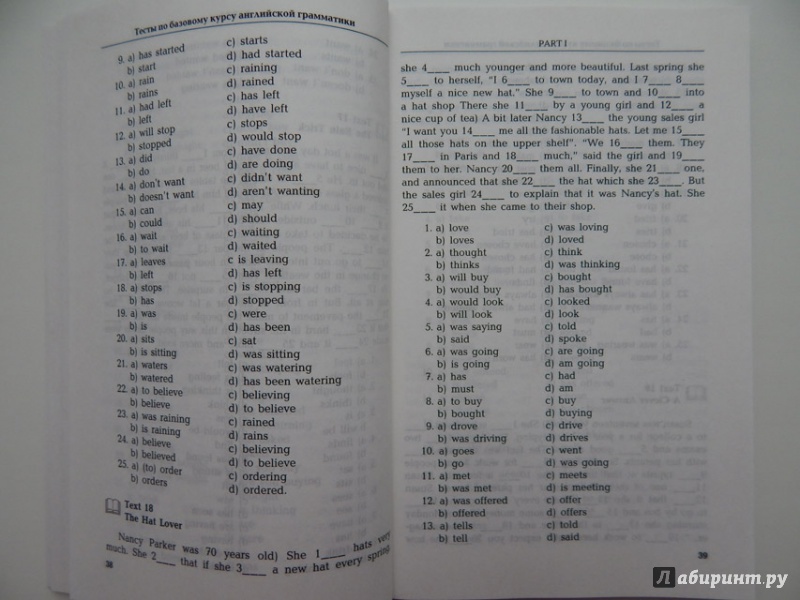 Тесты по базовому курсу английской грамматики
9. a) has started c) starts
b) start d) had started
10. a) rain c) raining
b) rains d) rained
11. a) had left c) has left
b) left d) have left
12. a) will stop c) stops
b) stopped d) would stop
13. a) did c) have done
b) do d) are doing
14. a) don't want c) didn't want
b) doesn't want d) aren't wanting
15. a) can c) may
b) could d) should
16. a) wait c) waiting
b) to wait d) waited
17. a) leaves c is leaving
b) left d) has left
18. a) stops c) is stopping
b) has d) stopped
19. a) was c) were
b) is d) has been
20. a) sits c) sat
b) is sitting d) was sitting
21. a) waters c) was watering
b) watered d) has been watering
22. a) to believe c) believing
b) believe d) to believe
23. a) was raining c) rained
b) is raining d) rains
24. a) believe c) believing
b) believed d) to believe
25. a) (to) order c) ordering
b) orders d) ordered.
Text 18
The Hat Lover
Nancy Parker was 70 years old) She 1____ hats very
much. She 2____ that if she 3____ a new hat every spring
38
PART I
she 4____ much younger and more beautiful. Last spring she
5____ to herself, "I 6____ to town today, and I 7____ 8____
myself a nice new hat." She 9____ to town and 10____ into
a hat shop There she 11____ by a young girl and 12____ a
nice cup of tea) A bit later Nancy 13____ the young sales girl
"I want you 14____ me all the fashionable hats. Let me 15____
all those hats on the upper shelf". "We 16____ them. They
17____ in Paris and 18____ much," said the girl and 19____
them to her. Nancy 20____ them all. Finally, she 21____ one,
and announced that she 22____ the hat which she 23____. But
the sales girl 24____ to explain that it was Nancy's hat. She
25____ it when she came to their shop.
1. a) love c) was loving
b) loves d) loved
2. a) thought c) think
b) thinks d) was thinking
3. a) will buy c) bought
b) would buy d) has bought
4. a) would look c) looked
b) will look d) look
5. a) was saying c) told
b) said d) spoke
6. a) was going c) are going
b) is going d) am going
7. a) has c) had
b) must d) am
8. a) to buy c) buy
b) bought d) buying
9. a) drove c) drive
b) was driving d) drives
10. a) goes c) went
b) go d) was going
11. a) met c) meets
b) was met d) is meeting
12. a) was offered c) offer
b) offered d) offers
13. a) tells c) told
b) tell d) said
39
Лабиринт.ру